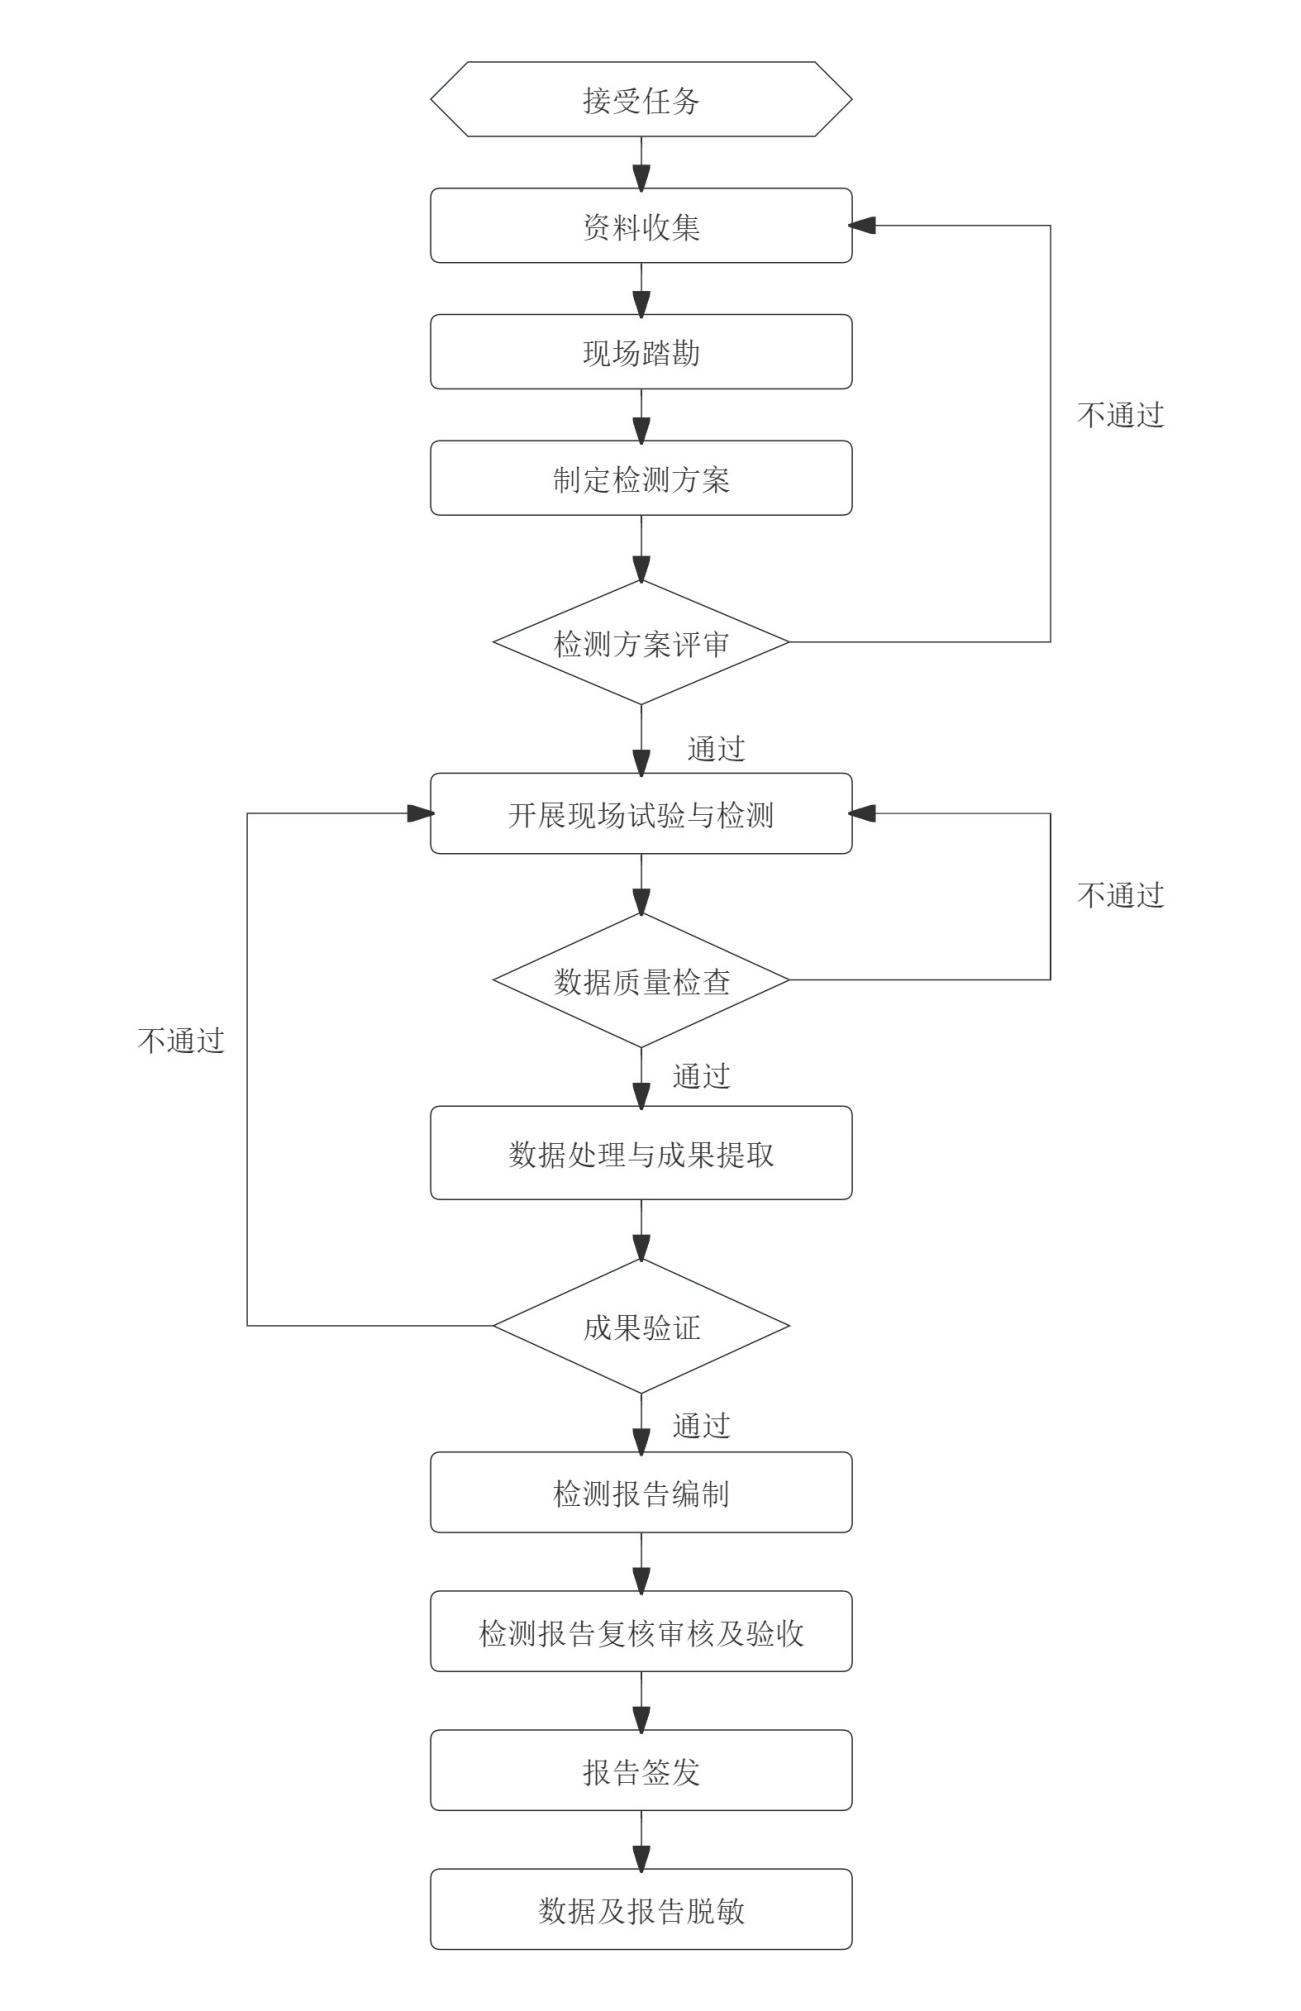 接受任务
资料收集
现场踏勘
不通过
制定检测方案
检测方案评审
通过
开展现场试验与检测
不通过
数据质量检查
不通过
通过
数据处理与成果提取
成果验证
通过
检测报告编制
检测报告复核审核及验收
报告签发
数据及报告脱敏